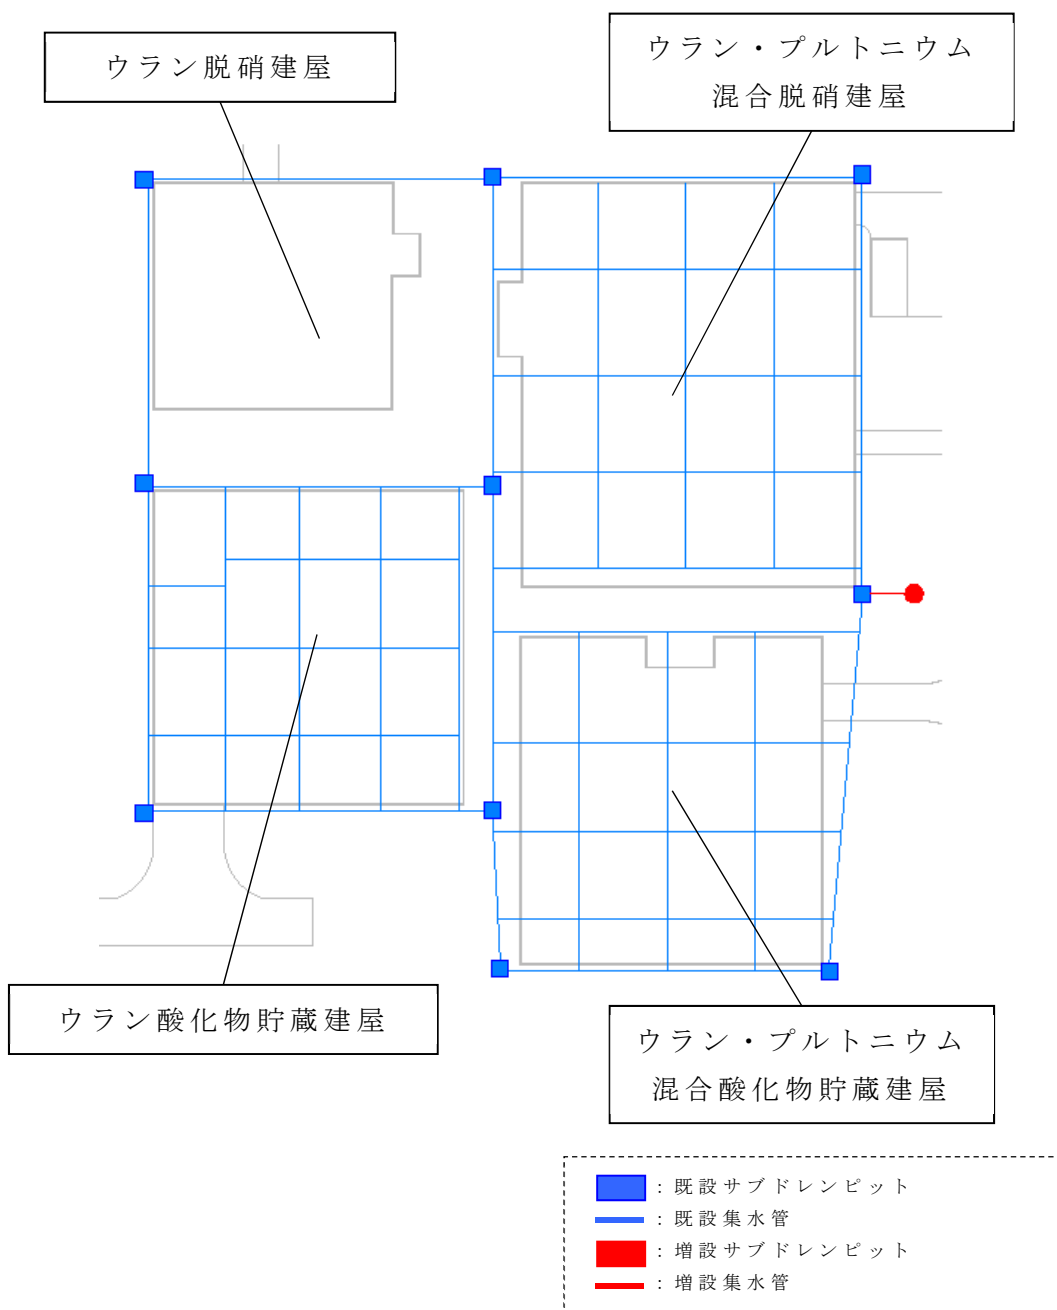 ウラン脱硝建屋
ウラン・プルトニウム
混合脱硝建屋
ウラン酸化物貯蔵建屋
ウラン・プルトニウム
混合酸化物貯蔵建屋
：既設サブドレンピット
：既設集水管
：増設サブドレンピット
：増設集水管